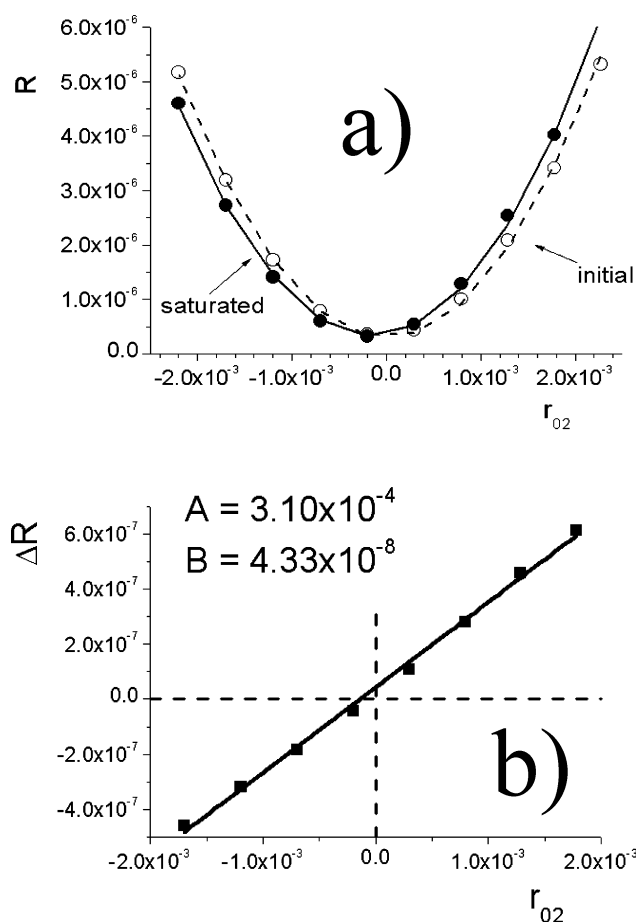 6.0x10⁻⁶
5.0x10⁻⁶
4.0x10⁻⁶
3.0x10⁻⁶
2.0x10⁻⁶
1.0x10⁻⁶
0.0
R
a)
saturated
initial
-2.0x10⁻³ -1.0x10⁻³ 0.0 1.0x10⁻³ 2.0x10⁻³
r₀₂
A = 3.10x10⁻⁴
B = 4.33x10⁻⁸
ΔR
6.0x10⁻⁷
4.0x10⁻⁷
2.0x10⁻⁷
0.0
-2.0x10⁻⁷
-4.0x10⁻⁷
b)
-2.0x10⁻³ -1.0x10⁻³ 0.0 1.0x10⁻³ 2.0x10⁻³
r₀₂